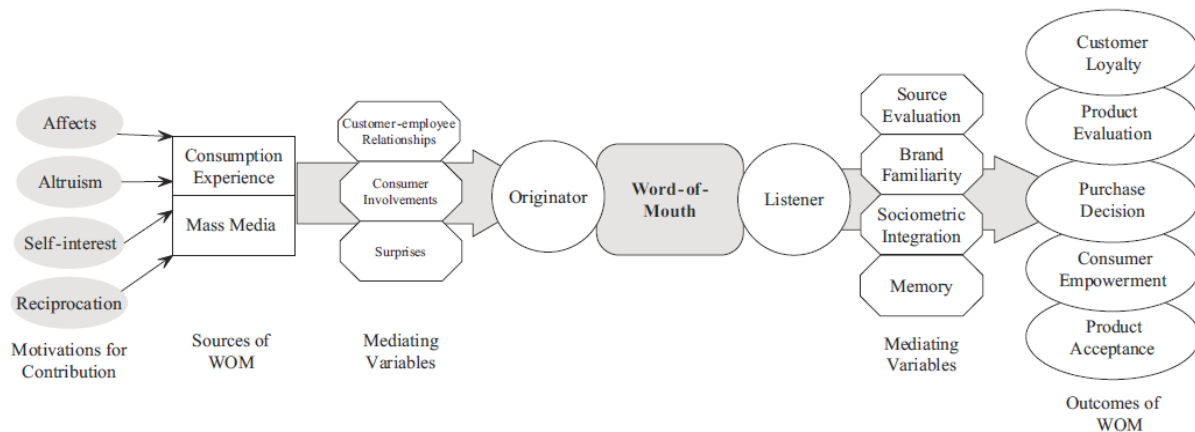 Affects
Altruism
Self-interest
Reciprocation
Motivations for
Contribution
Consumption
Experience
Mass Media
Sources of
WOM
Customer-employee
Relationships
Consumer
Involvements
Surprises
Mediating
Variables
Originator
Word-of-
Mouth
Listener
Source
Evaluation
Brand
Familiarity
Sociometric
Integration
Memory
Mediating
Variables
Customer
Loyalty
Product
Evaluation
Purchase
Decision
Consumer
Empowerment
Product
Acceptance
Outcomes of
WOM